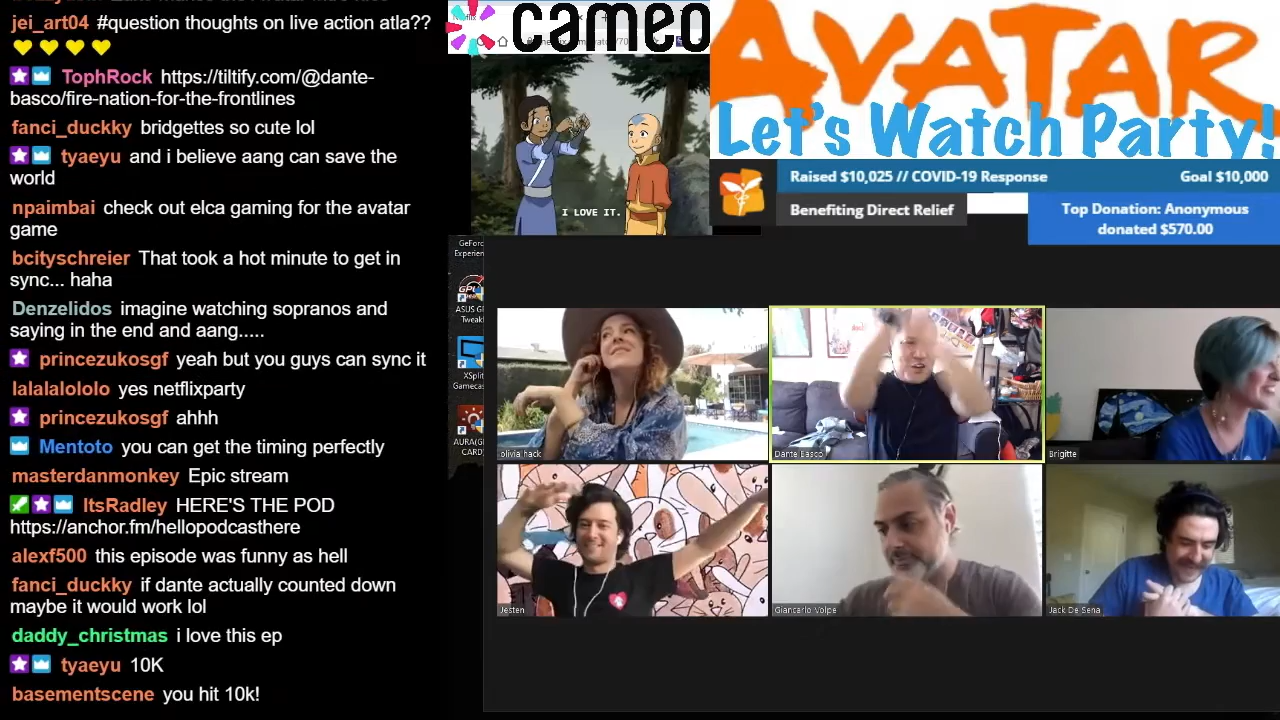 jei_art04 #question thoughts on live action atla??
TophRock https://tiltify.com/@dante-
basco/fire-nation-for-the-frontlines
fanci_duckky bridgettes so cute lol
tyaeyu and i believe aang can save the
world
npaimbai check out elca gaming for the avatar
game
bcityschreier That took a hot minute to get in
sync... haha
Denzelidos imagine watching sopranos and
saying in the end and aang.....
princezukosgf yeah but you guys can sync it
lalalalololo yes netflixparty
princezukosgf ahhh
Mentoto you can get the timing perfectly
masterdanmonkey Epic stream
ItsRadley HERE'S THE POD
https://anchor.fm/hellopodcasthere
alexf500 this episode was funny as hell
fanci_duckky if dante actually counted down
maybe it would work lol
daddy_christmas i love this ep
tyaeyu 10K
basementscene you hit 10k!
cameo
I LOVE IT.
AVATAR
Let's Watch Party!
Raised $10,025 // COVID-19 Response
Goal $10,000
Benefiting Direct Relief
Top Donation: Anonymous
donated $570.00
GeForc
Experien
ASUS G
Tweak
XSplit
Gamecas
AURA(G
CARD)
olivia hack
Dante Basco
Brigitte
Jesten
Giancarlo Volpe
Jack De Sena